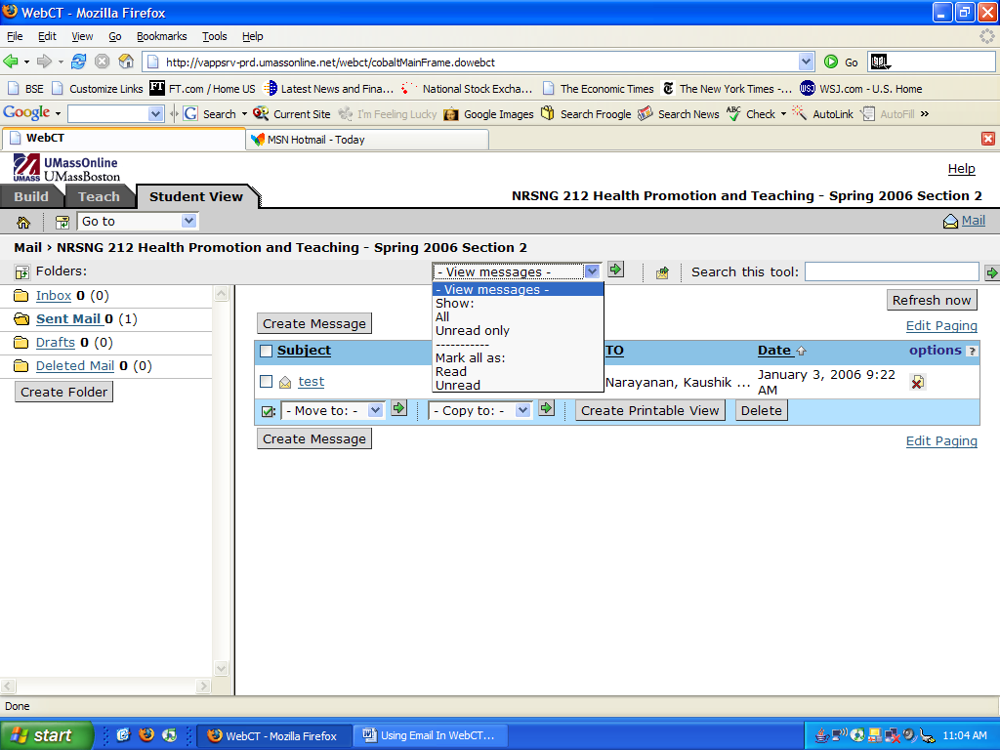 WebCT - Mozilla Firefox
File Edit View Go Bookmarks Tools Help
http://vappsrv-prd.umassonline.net/webct/cobaltMainFrame.dowebct Go
BSE Customize Links FT FT.com / Home US Latest News and Fina... National Stock Excha... The Economic Times The New York Times -... WSJ WSJ.com - U.S. Home
Google G Search Current Site I'm Feeling Lucky Google Images Search Froogle Search News ABC Check AutoLink AutoFill »
WebCT MSN Hotmail - Today
UMASS UMassOnline
UMassBoston
Help
Build Teach Student View NRSNG 212 Health Promotion and Teaching - Spring 2006 Section 2
Go to Mail
Mail › NRSNG 212 Health Promotion and Teaching - Spring 2006 Section 2
Folders: - View messages - Search this tool:
Inbox 0 (0)
Sent Mail 0 (1)
Drafts 0 (0)
Deleted Mail 0 (0)
Create Folder
- View messages -
Show:
All
Unread only
-----------
Mark all as:
Read
Unread
Refresh now
Create Message Edit Paging
Subject TO Date options ?
test Narayanan, Kaushik ... January 3, 2006 9:22
AM
: - Move to: - - Copy to: - Create Printable View Delete
Create Message Edit Paging
Done
start WebCT - Mozilla Firefox Using Email In WebCT... 11:04 AM